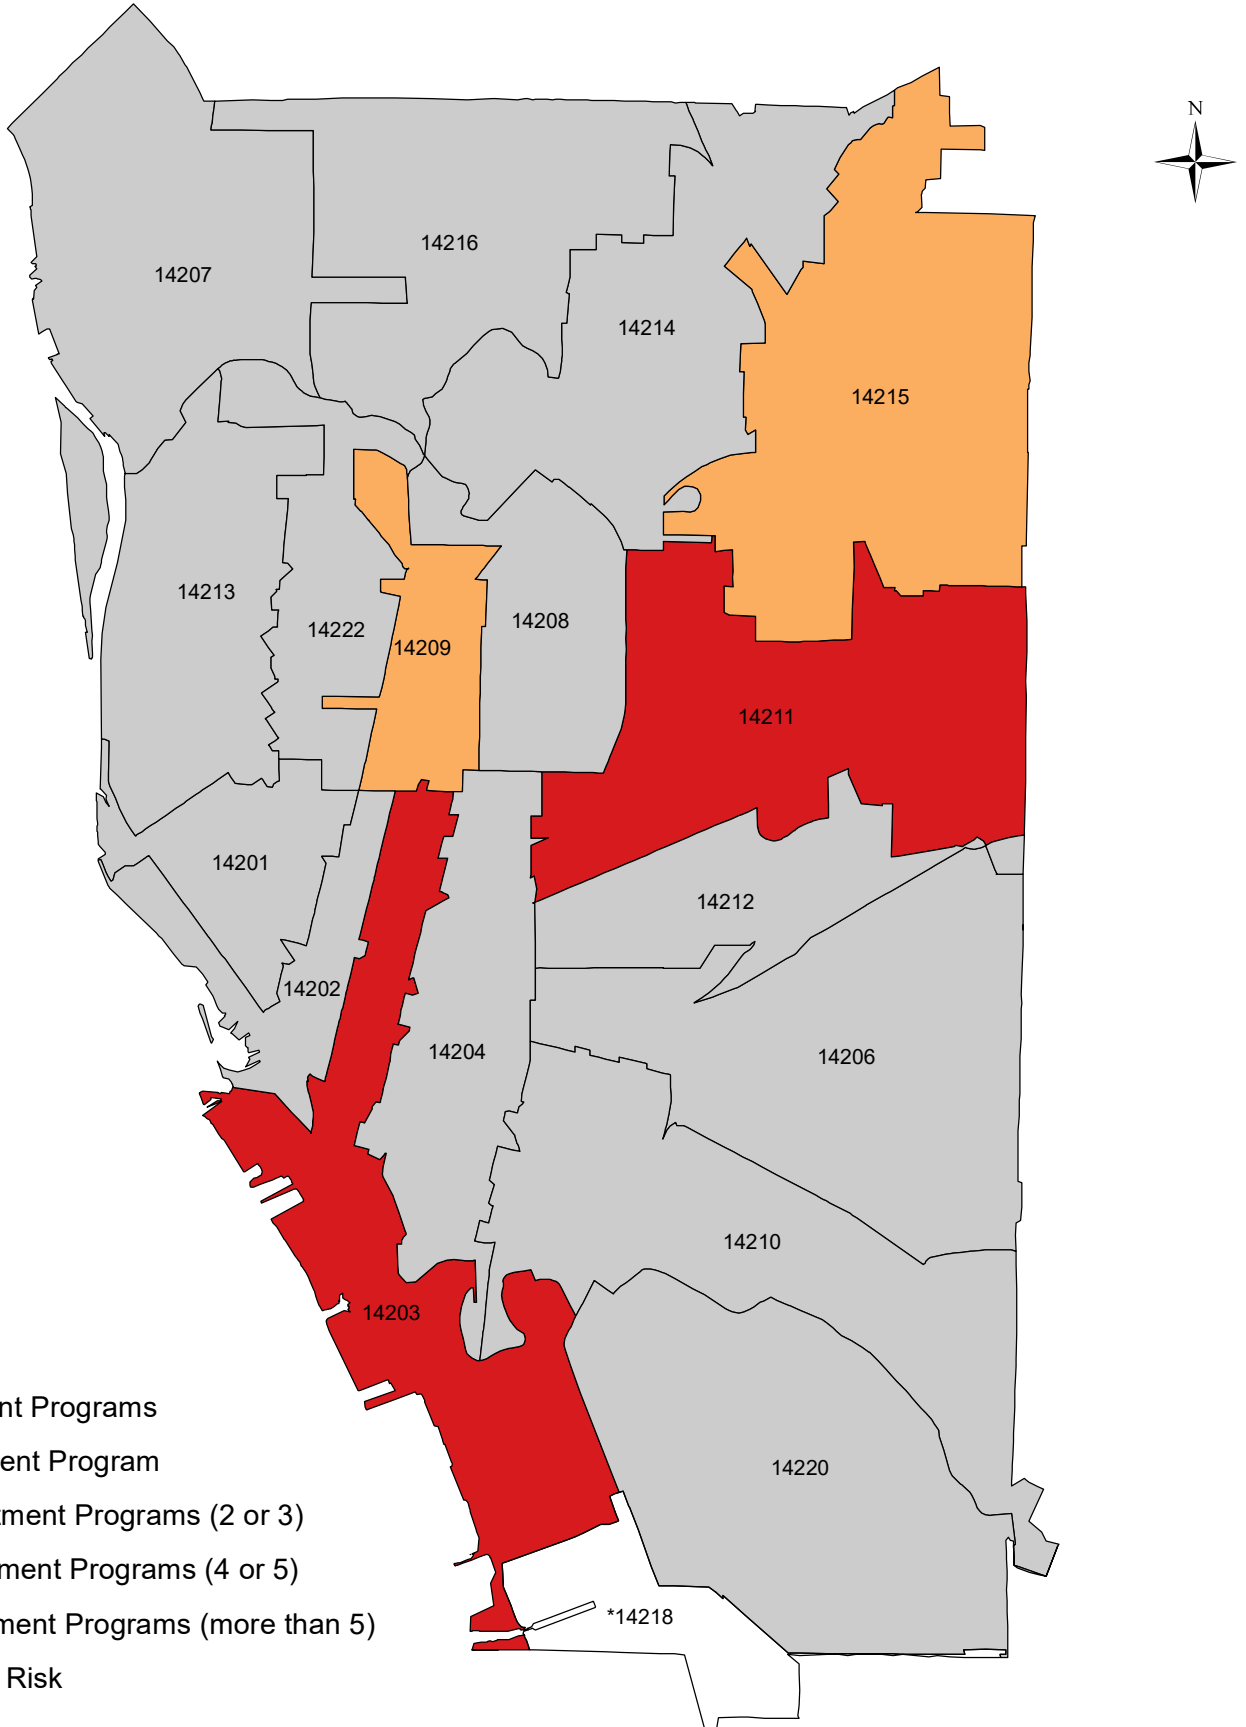 N
14216
14207
14214
14215
14213
14208
14222
14209
14211
14201
14212
14202
14204
14206
14210
14203
14220
*14218
nt Programs
ent Program
tment Programs (2 or 3)
ment Programs (4 or 5)
ment Programs (more than 5)
Risk